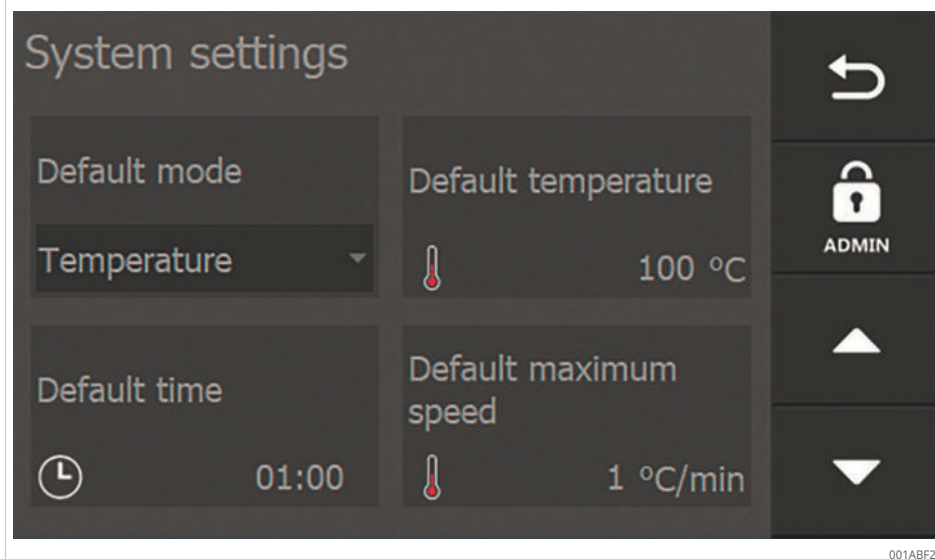 System settings
Default mode
Temperature
Default temperature
100 °C
Default time
01:00
Default maximum
speed
1 °C/min
ADMIN
001ABF2